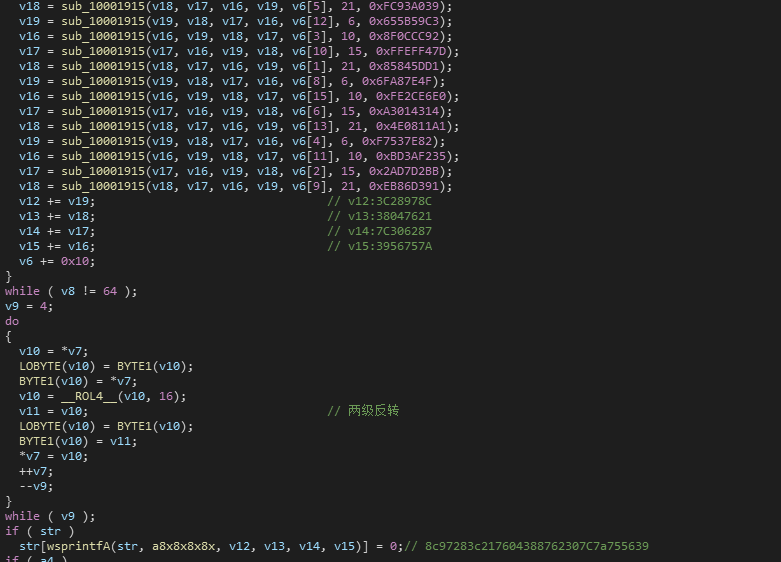 v18 = sub_10001915(v18, v17, v16, v19, v6[5], 21, 0xFC93A039);
v19 = sub_10001915(v19, v18, v17, v16, v6[12], 6, 0x655B59C3);
v16 = sub_10001915(v16, v19, v18, v17, v6[3], 10, 0x8F0CCC92);
v17 = sub_10001915(v17, v16, v19, v18, v6[10], 15, 0xFFEFF47D);
v18 = sub_10001915(v18, v17, v16, v19, v6[1], 21, 0x85845DD1);
v19 = sub_10001915(v19, v18, v17, v16, v6[8], 6, 0x6FA87E4F);
v16 = sub_10001915(v16, v19, v18, v17, v6[15], 10, 0xFE2CE6E0);
v17 = sub_10001915(v17, v16, v19, v18, v6[6], 15, 0xA3014314);
v18 = sub_10001915(v18, v17, v16, v19, v6[13], 21, 0x4E0811A1);
v19 = sub_10001915(v19, v18, v17, v16, v6[4], 6, 0xF7537E82);
v16 = sub_10001915(v16, v19, v18, v17, v6[11], 10, 0xBD3AF235);
v17 = sub_10001915(v17, v16, v19, v18, v6[2], 15, 0x2AD7D2BB);
v18 = sub_10001915(v18, v17, v16, v19, v6[9], 21, 0xEB86D391);
v12 += v19; // v12:3C28978C
v13 += v18; // v13:38047621
v14 += v17; // v14:7C306287
v15 += v16; // v15:3956757A
v6 += 0x10;
}
while ( v8 != 64 );
v9 = 4;
do
{
v10 = *v7;
LOBYTE(v10) = BYTE1(v10);
BYTE1(v10) = *v7;
v10 = __ROL4__(v10, 16);
v11 = v10; // 两级反转
LOBYTE(v10) = BYTE1(v10);
BYTE1(v10) = v11;
*v7 = v10;
++v7;
--v9;
}
while ( v9 );
if ( str )
str[wsprintfA(str, a8x8x8x8x, v12, v13, v14, v15)] = 0;// 8c97283c217604388762307C7a755639
if ( a4 )